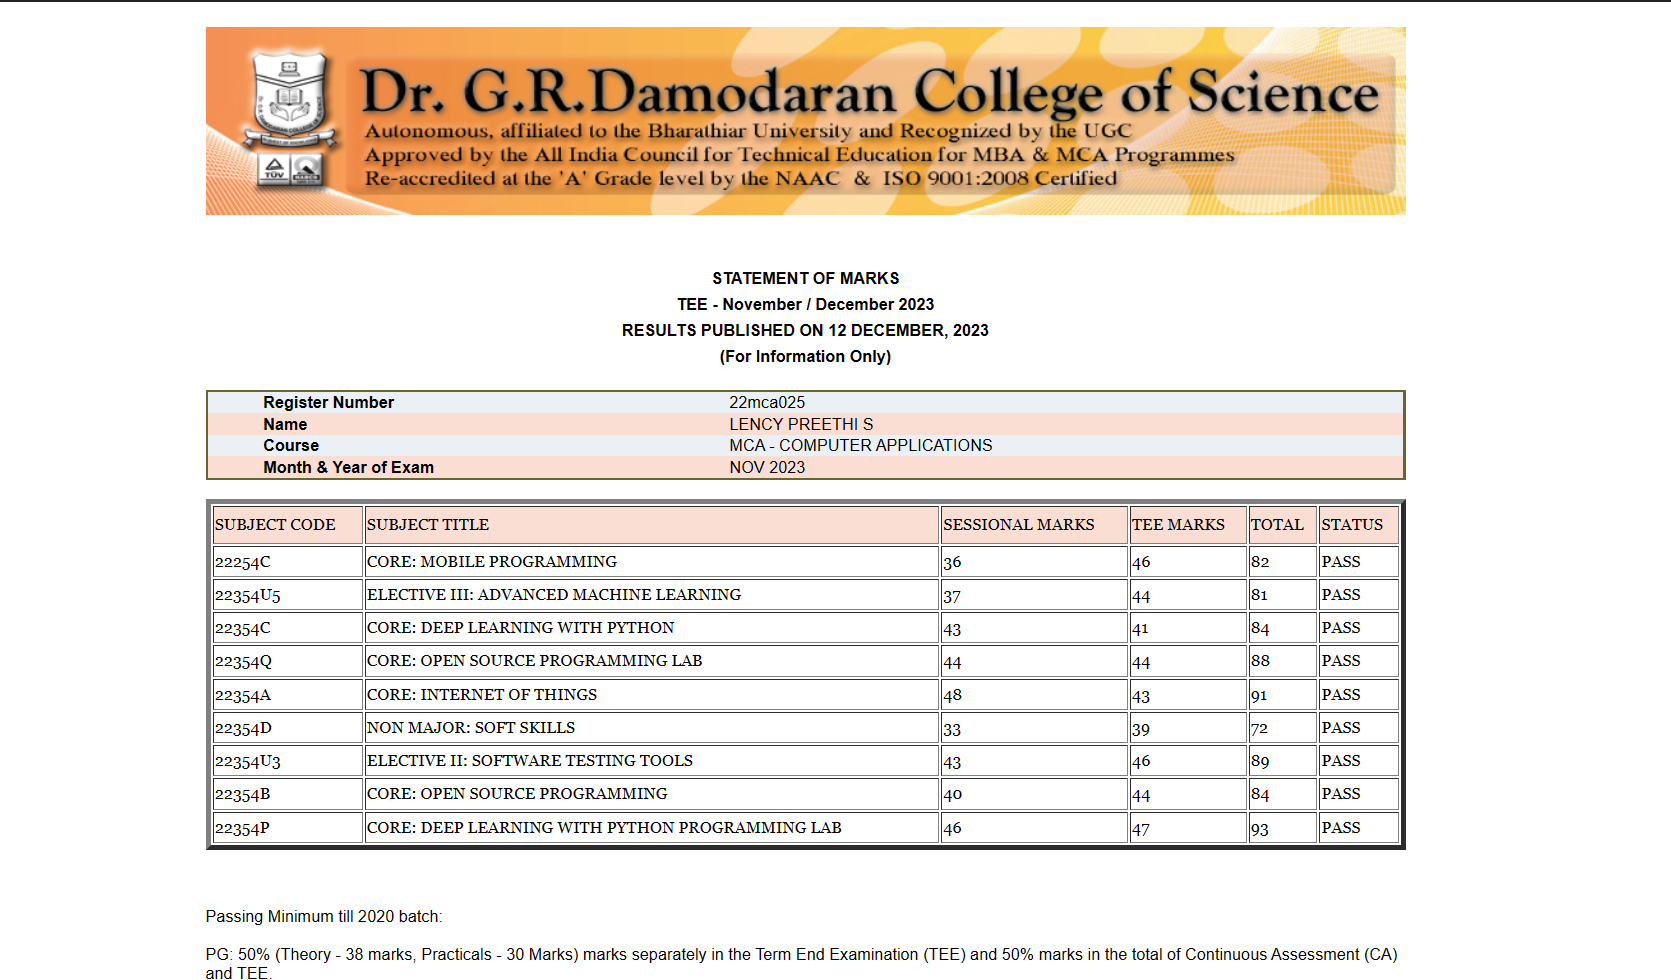 Dr. G.R.Damodaran College of Science
Autonomous, affiliated to the Bharathiar University and Recognized by the UGC
Approved by the All India Council for Technical Education for MBA & MCA Programmes
Re-accredited at the 'A' Grade level by the NAAC & ISO 9001:2008 Certified
TÜV
STATEMENT OF MARKS
TEE - November / December 2023
RESULTS PUBLISHED ON 12 DECEMBER, 2023
(For Information Only)
Register Number 22mca025
Name LENCY PREETHI S
Course MCA - COMPUTER APPLICATIONS
Month & Year of Exam NOV 2023
SUBJECT CODE SUBJECT TITLE SESSIONAL MARKS TEE MARKS TOTAL STATUS
22254C CORE: MOBILE PROGRAMMING 36 46 82 PASS
22354U5 ELECTIVE III: ADVANCED MACHINE LEARNING 37 44 81 PASS
22354C CORE: DEEP LEARNING WITH PYTHON 43 41 84 PASS
22354Q CORE: OPEN SOURCE PROGRAMMING LAB 44 44 88 PASS
22354A CORE: INTERNET OF THINGS 48 43 91 PASS
22354D NON MAJOR: SOFT SKILLS 33 39 72 PASS
22354U3 ELECTIVE II: SOFTWARE TESTING TOOLS 43 46 89 PASS
22354B CORE: OPEN SOURCE PROGRAMMING 40 44 84 PASS
22354P CORE: DEEP LEARNING WITH PYTHON PROGRAMMING LAB 46 47 93 PASS
Passing Minimum till 2020 batch:
PG: 50% (Theory - 38 marks, Practicals - 30 Marks) marks separately in the Term End Examination (TEE) and 50% marks in the total of Continuous Assessment (CA)
and TEE.